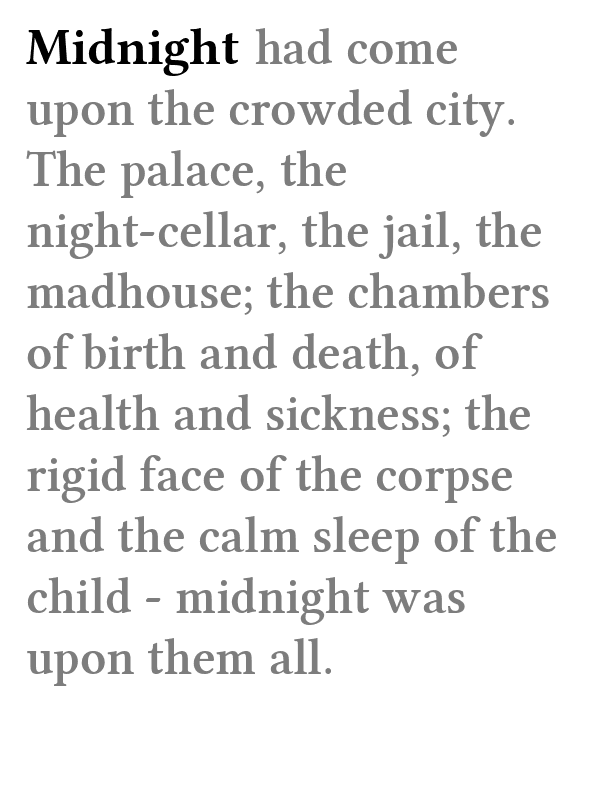 Midnight had come
upon the crowded city.
The palace, the
night-cellar, the jail, the
madhouse; the chambers
of birth and death, of
health and sickness; the
rigid face of the corpse
and the calm sleep of the
child - midnight was
upon them all.